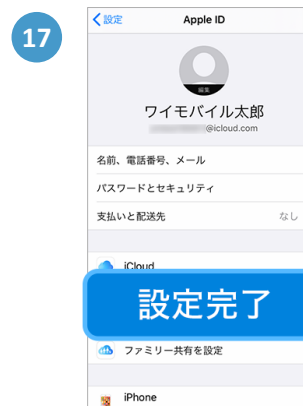 17
設定
Apple ID
編集
ワイモバイル太郎
@icloud.com
名前、電話番号、メール
パスワードとセキュリティ
支払いと配送先
なし
iCloud
設定完了
ファミリー共有を設定
iPhone